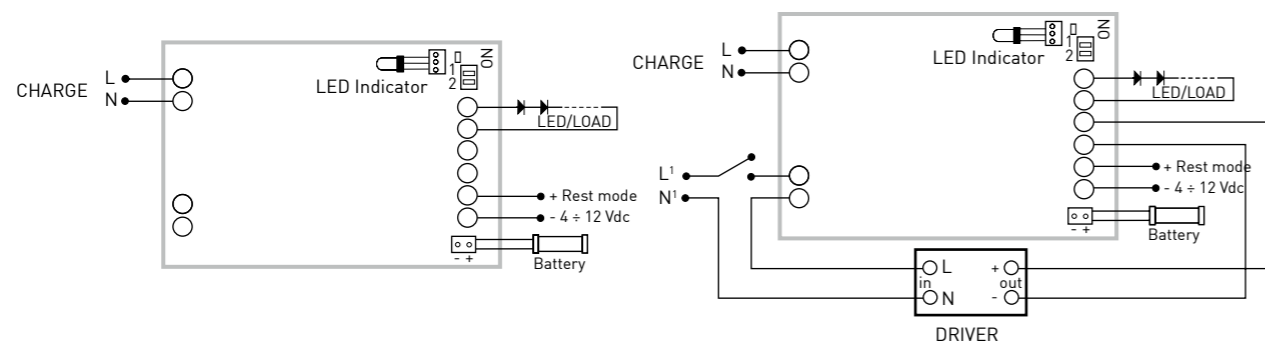 ON
1
2
LED Indicator
CHARGE
L
N
LED/LOAD
+ Rest mode
- 4 ÷ 12 Vdc
- +
Battery
ON
1
2
LED Indicator
CHARGE
L
N
LED/LOAD
L¹
N¹
+ Rest mode
- 4 ÷ 12 Vdc
- +
Battery
L + 
in out
N -
DRIVER